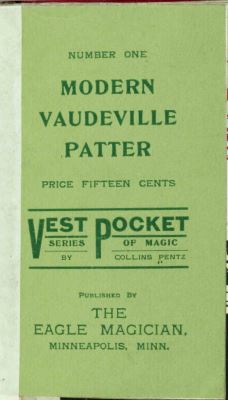 NUMBER ONE
MODERN
VAUDEVILLE
PATTER
PRICE FIFTEEN CENTS
VEST POCKET
SERIES OF MAGIC
BY COLLINS PENTZ
PUBLISHED BY
THE
EAGLE MAGICIAN,
MINNEAPOLIS, MINN.